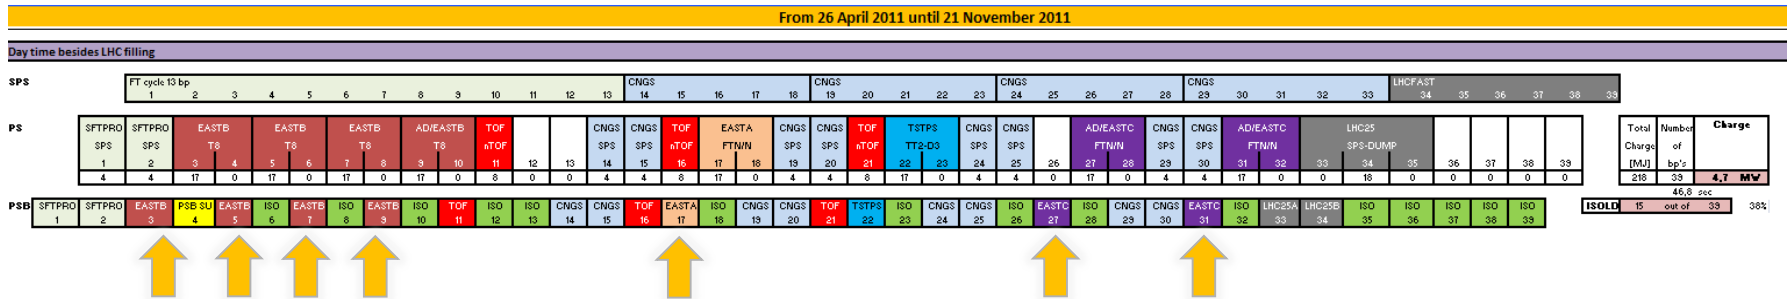 From 26 April 2011 until 21 November 2011
Day time besides LHC filling
SPS FT cycle 13 bp CNGS CNGS CNGS CNGS LHCFAST
1 2 3 4 5 6 7 8 9 10 11 12 13 14 15 16 17 18 19 20 21 22 23 24 25 26 27 28 29 30 31 32 33 34 35 36 37 38 39
PS SFTPRO SFTPRO EASTB EASTB EASTB AD/EASTB TOF CNGS CNGS TOF EASTA CNGS CNGS TOF TSTPS CNGS CNGS AD/EASTC CNGS CNGS AD/EASTC LHC25 Total Number Charge
SPS SPS T8 T8 T8 T8 nTOF SPS SPS nTOF FTN/N SPS SPS nTOF TT2-D3 SPS SPS FTN/N SPS SPS FTN/N SPS-DUMP Charge of
1 2 3 4 5 6 7 8 9 10 11 12 13 14 15 16 17 18 19 20 21 22 23 24 25 26 27 28 29 30 31 32 33 34 35 36 37 38 39 [MJ] bp's
4 4 17 0 17 0 17 0 17 0 8 0 0 4 4 8 17 0 4 4 8 17 0 4 4 0 17 0 4 4 17 0 0 18 0 0 0 0 0 218 39 4,7 MW
46,8 sec
PSB SFTPRO SFTPRO EASTB PSB SU EASTB ISO EASTB ISO EASTB ISO TOF ISO ISO CNGS CNGS TOF EASTA ISO CNGS CNGS TOF TSTPS ISO CNGS CNGS ISO EASTC ISO CNGS CNGS EASTC ISO LHC25A LHC25B ISO ISO ISO ISO ISO ISOLD 15 out of 39 38%
1 2 3 4 5 6 7 8 9 10 11 12 13 14 15 16 17 18 19 20 21 22 23 24 25 26 27 28 29 30 31 32 33 34 35 36 37 38 39